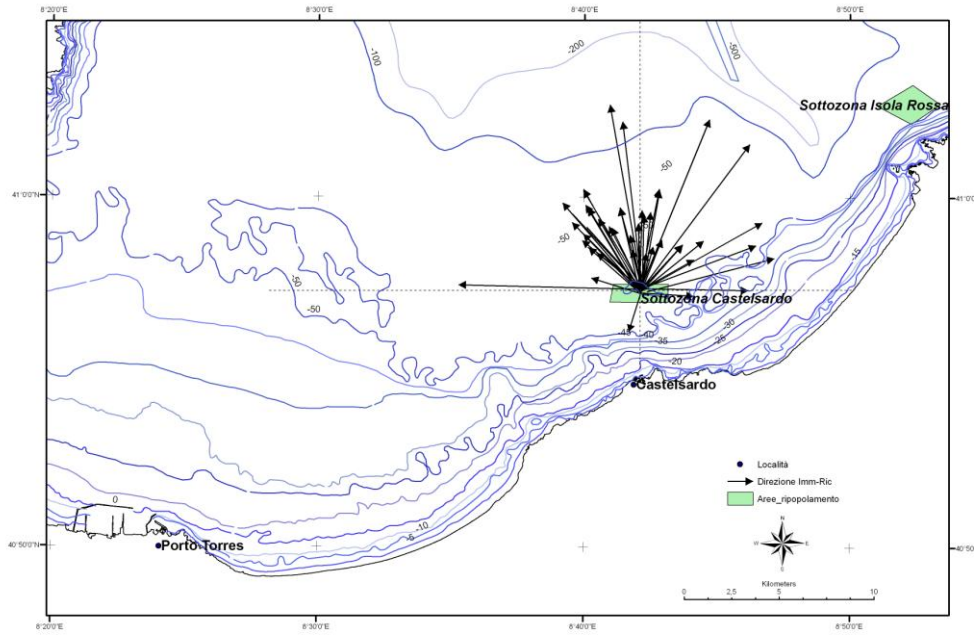 8°20'0"E 8°30'0"E 8°40'0"E 8°50'0"E
-100
-200
-500
Sottozona Isola Rossa
-50
41°0'0"N
-50
-50
-50
-15
Sottozona Castelsardo
-45
-40
-35
-30
-25
-20
Castelsardo
Località
Direzione Imm-Ric
Aree_ripopolamento
0
-10
-5
Porto Torres
40°50'0"N
N
W E
S
Kilometers
0 2,5 5 10
8°20'0"E 8°30'0"E 8°40'0"E 8°50'0"E